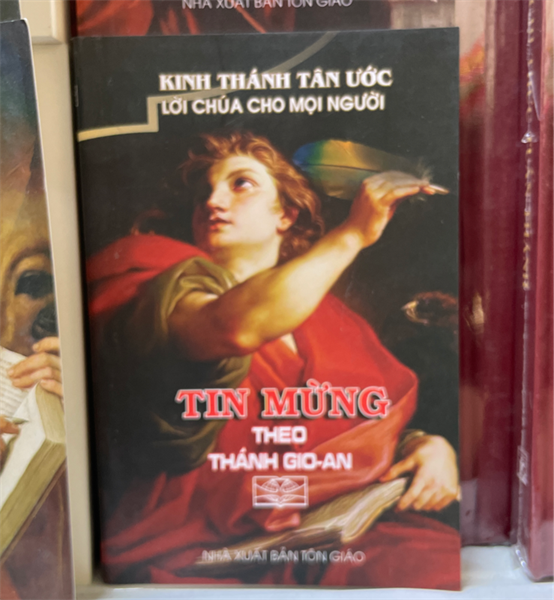 NHÀ XUẤT BẢN TÔN GIÁO
KINH THÁNH TÂN ƯỚC
LỜI CHÚA CHO MỌI NGƯỜI
TIN MỪNG
THEO
THÁNH GIO-AN
NHÀ XUẤT BẢN TÔN GIÁO